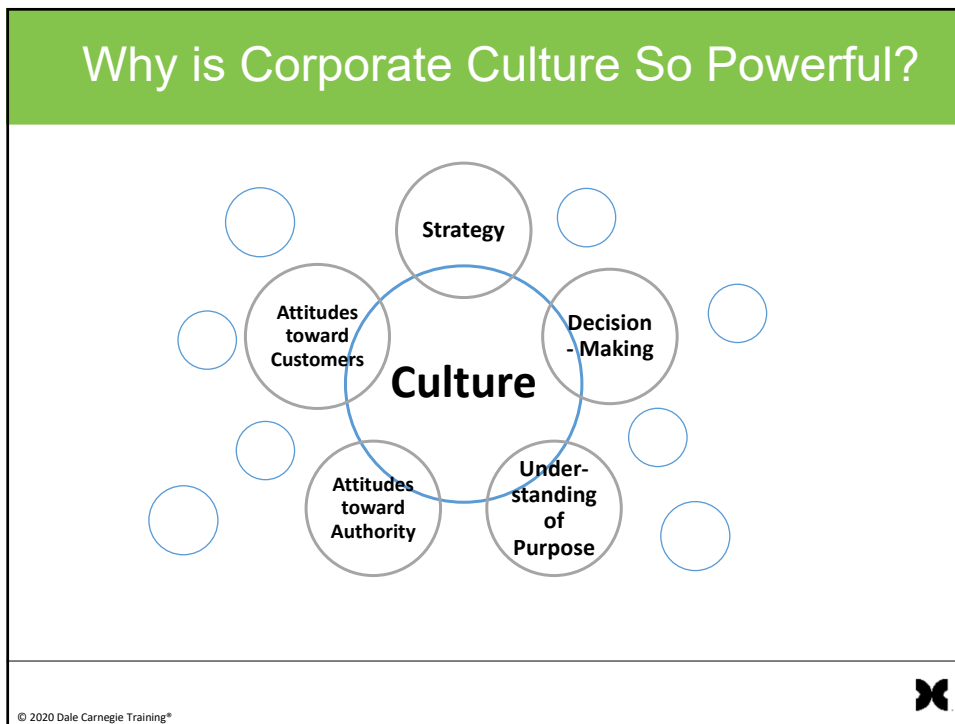 Why is Corporate Culture So Powerful?
Strategy
Attitudes
toward
Customers
Decision
- Making
Culture
Attitudes
toward
Authority
Under-
standing
of
Purpose
© 2020 Dale Carnegie Training®